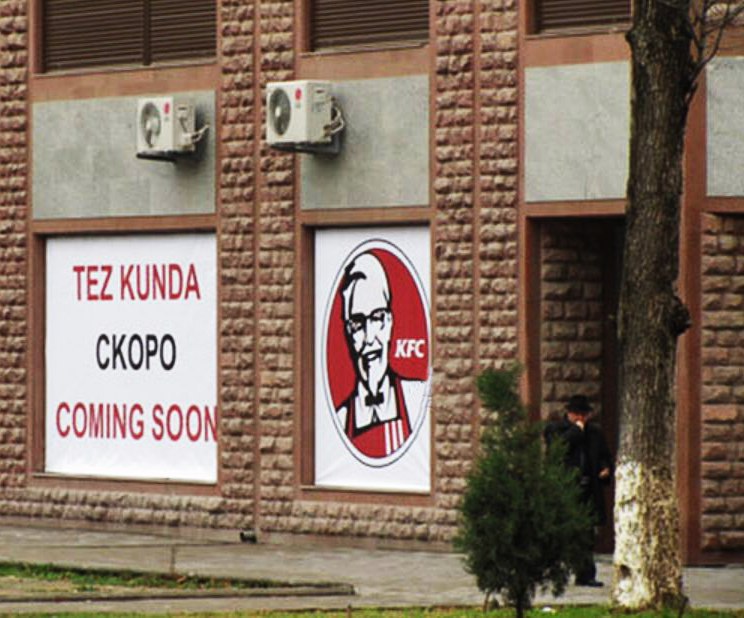 TEZ KUNDA
СКОРО
COMING SOON
KFC